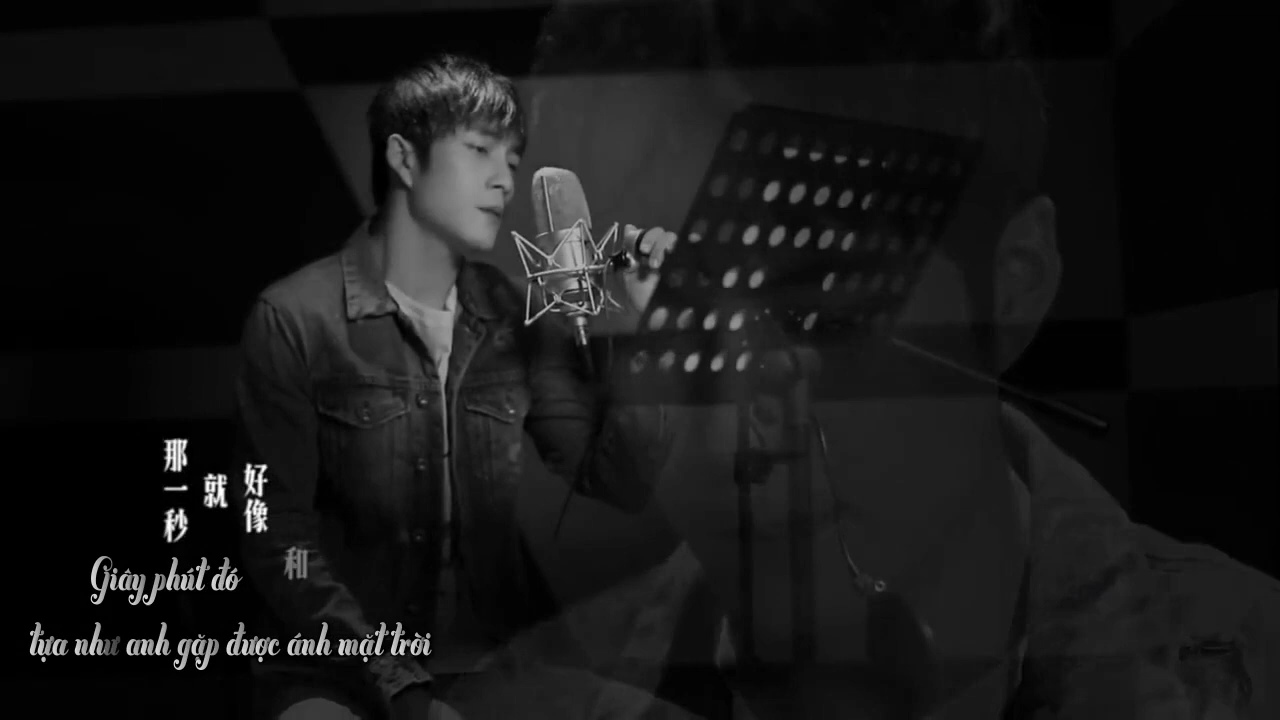 那一秒
就
好像
和
Giây phút đó
tựa như anh gặp được ánh mặt trời